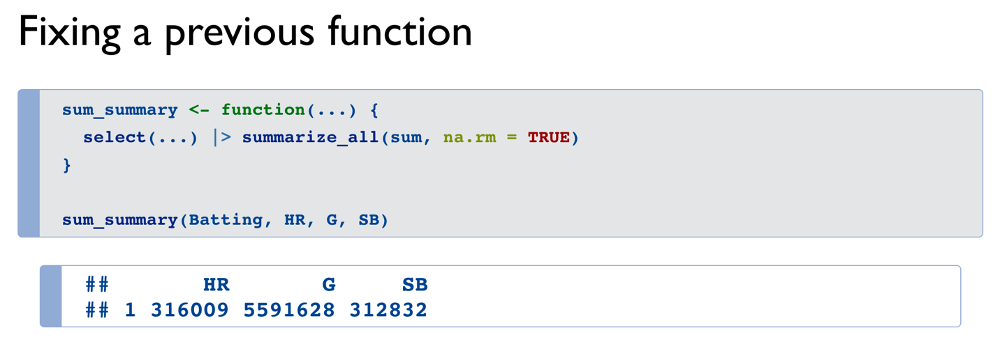 Fixing a previous function
sum_summary <- function(...) {
  select(...) |> summarize_all(sum, na.rm = TRUE)
}
sum_summary(Batting, HR, G, SB)
##       HR       G     SB
## 1 316009 5591628 312832